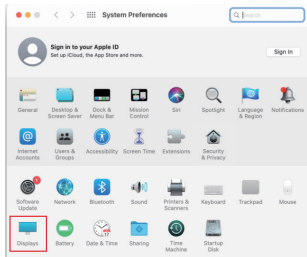 System Preferences
Search
Sign in to your Apple ID
Set up iCloud, the App Store and more.
Sign In
General
Desktop & Screen Saver
Dock & Menu Bar
Mission Control
Siri
Spotlight
Language & Region
Notifications
Internet Accounts
Users & Groups
Accessibility
Screen Time
Extensions
Security & Privacy
Software Update
Network
Bluetooth
Sound
Printers & Scanners
Keyboard
Trackpad
Mouse
Displays
Battery
Date & Time
Sharing
Time Machine
Startup Disk